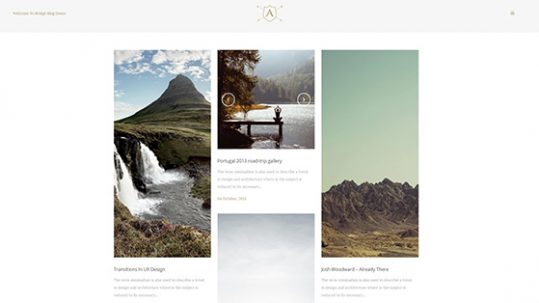 Welcome To Bridge Blog Demo
A
Portugal 2013 roadtrip gallery
The term minimalism is also used to describe a trend
in design and architecture where in the subject is
reduced to its necessary...
04 October, 2014
Transitions In UX Design
The term minimalism is also used to describe a trend
in design and architecture where in the subject is
reduced to its necessary...
Josh Woodward – Already There
The term minimalism is also used to describe a trend
in design and architecture where in the subject is
reduced to its necessary...